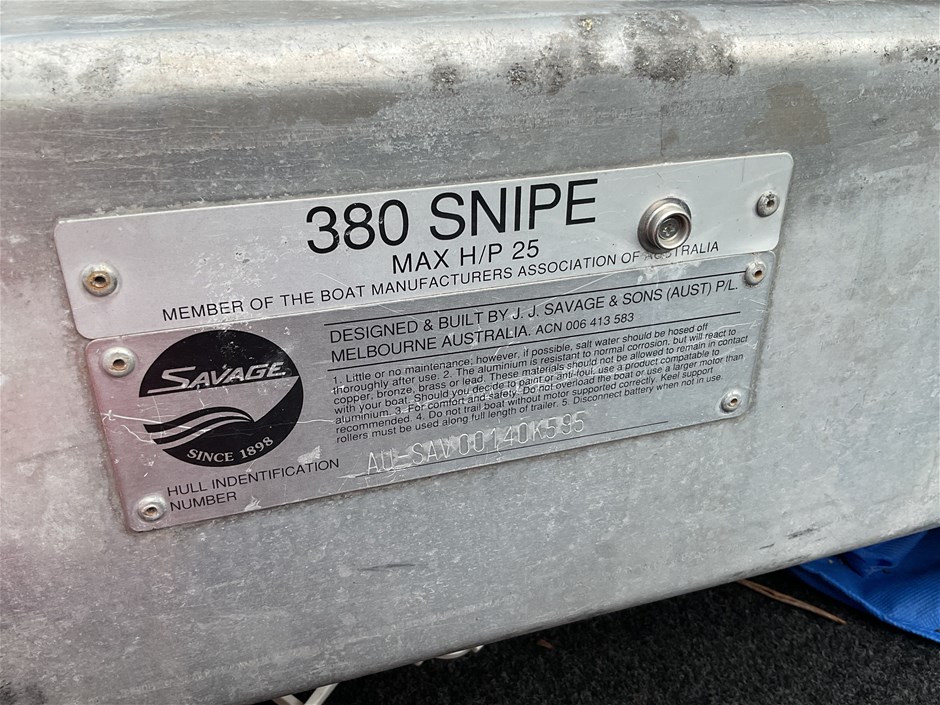 380 SNIPE
MAX H/P 25
MEMBER OF THE BOAT MANUFACTURERS ASSOCIATION OF AUSTRALIA
DESIGNED & BUILT BY J. J. SAVAGE & SONS (AUST) P/L.
MELBOURNE AUSTRALIA. ACN 006 413 583
1. Little or no maintenance; however, if possible, salt water should be hosed off
thoroughly after use. 2. The aluminium is resistant to normal corrosion, but will react to
copper, bronze, brass or lead. These materials should not be allowed to remain in contact
with your boat. Should you decide to paint or anti-foul, use a product compatable to
aluminium. 3. For comfort and safety. Do not overload the boat or use a larger motor than
recommended. 4. Do not trail boat without motor supported correctly. Keel support
rollers must be used along full length of trailer. 5. Disconnect battery when not in use.
SAVAGE
SINCE 1898
HULL INDENTIFICATION
NUMBER
AU-SAV00140K595